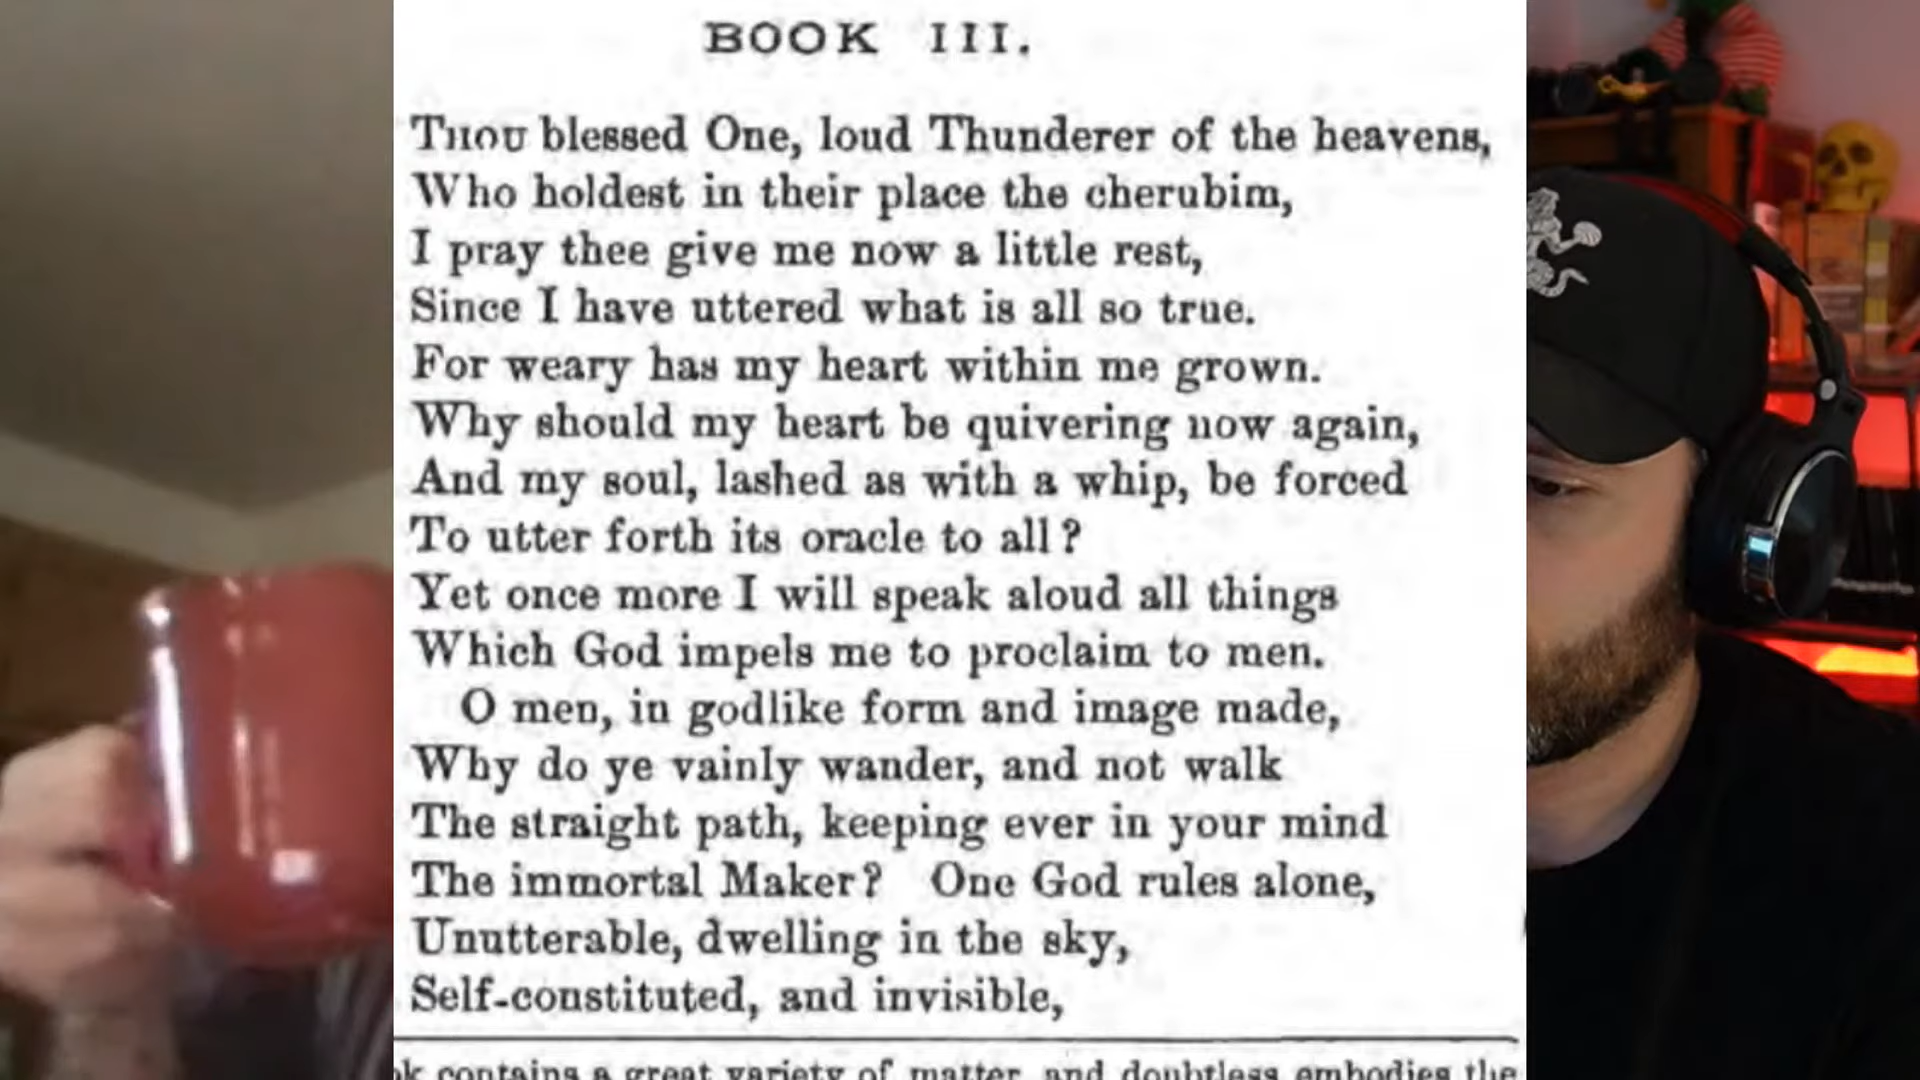 BOOK III.
THOU blessed One, loud Thunderer of the heavens,
Who holdest in their place the cherubim,
I pray thee give me now a little rest,
Since I have uttered what is all so true.
For weary has my heart within me grown.
Why should my heart be quivering now again,
And my soul, lashed as with a whip, be forced
To utter forth its oracle to all?
Yet once more I will speak aloud all things
Which God impels me to proclaim to men.
O men, in godlike form and image made,
Why do ye vainly wander, and not walk
The straight path, keeping ever in your mind
The immortal Maker? One God rules alone,
Unutterable, dwelling in the sky,
Self-constituted, and invisible,
contains a great variety of matter, and doubtless embodies the